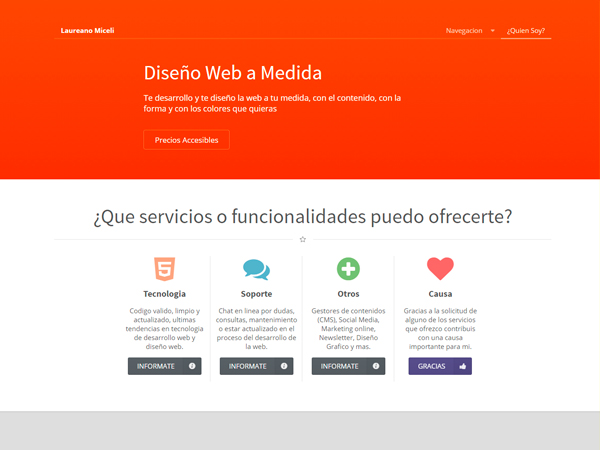 Laureano Miceli
Navegacion
¿Quien Soy?
Diseño Web a Medida
Te desarrollo y te diseño la web a tu medida, con el contenido, con la
forma y con los colores que quieras
Precios Accesibles
¿Que servicios o funcionalidades puedo ofrecerte?
Tecnologia
Codigo valido, limpio y
actualizado, ultimas
tendencias en tecnologia
de desarrollo web y
diseño web.
INFORMATE
Soporte
Chat en linea por dudas,
consultas, mantenimiento
o estar actualizado en el
proceso del desarrollo de
la web.
INFORMATE
Otros
Gestores de contenidos
(CMS), Social Media,
Marketing online,
Newsletter, Diseño
Grafico y mas.
INFORMATE
Causa
Gracias a la solicitud de
alguno de los servicios
que ofrezco contribuis
con una causa
importante para mi.
GRACIAS